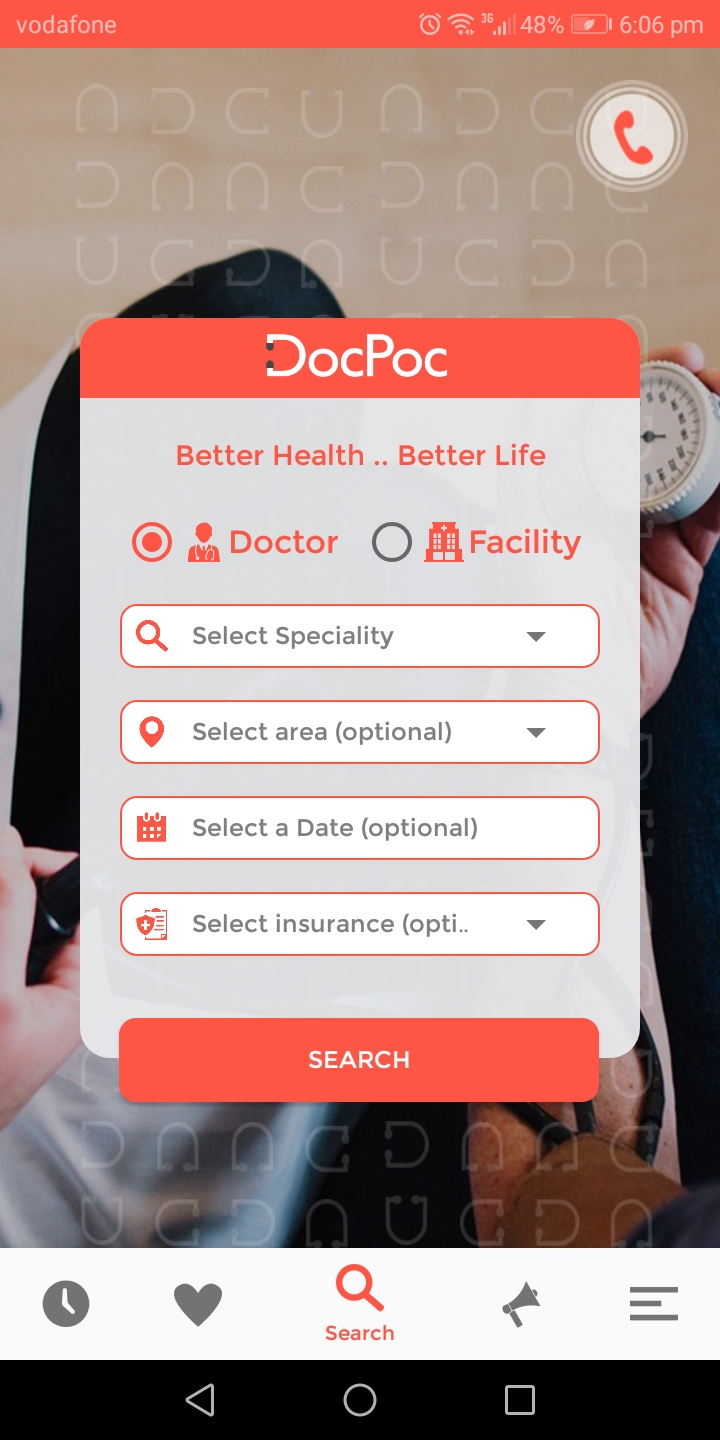 vodafone 3G 48% 6:06 pm
DocPoc
Better Health .. Better Life
Doctor Facility
Select Speciality
Select area (optional)
Select a Date (optional)
Select insurance (opti..
SEARCH
Search